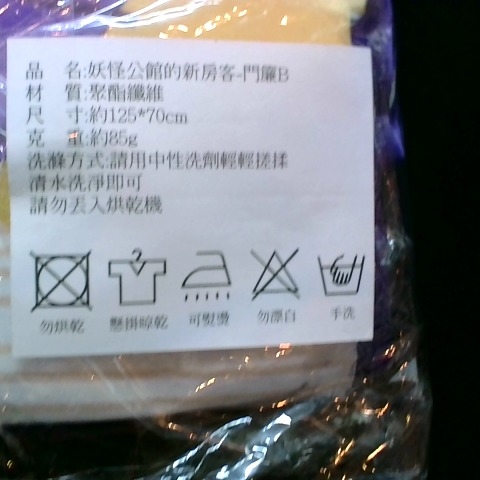 品　名:妖怪公館的新房客-門簾B
材　質:聚酯纖維
尺　寸:約125*70cm
克　重:約85g
洗滌方式:請用中性洗劑輕輕搓揉
清水洗淨即可
請勿丟入烘乾機
勿烘乾 懸掛晾乾 可熨燙 勿漂白 手洗